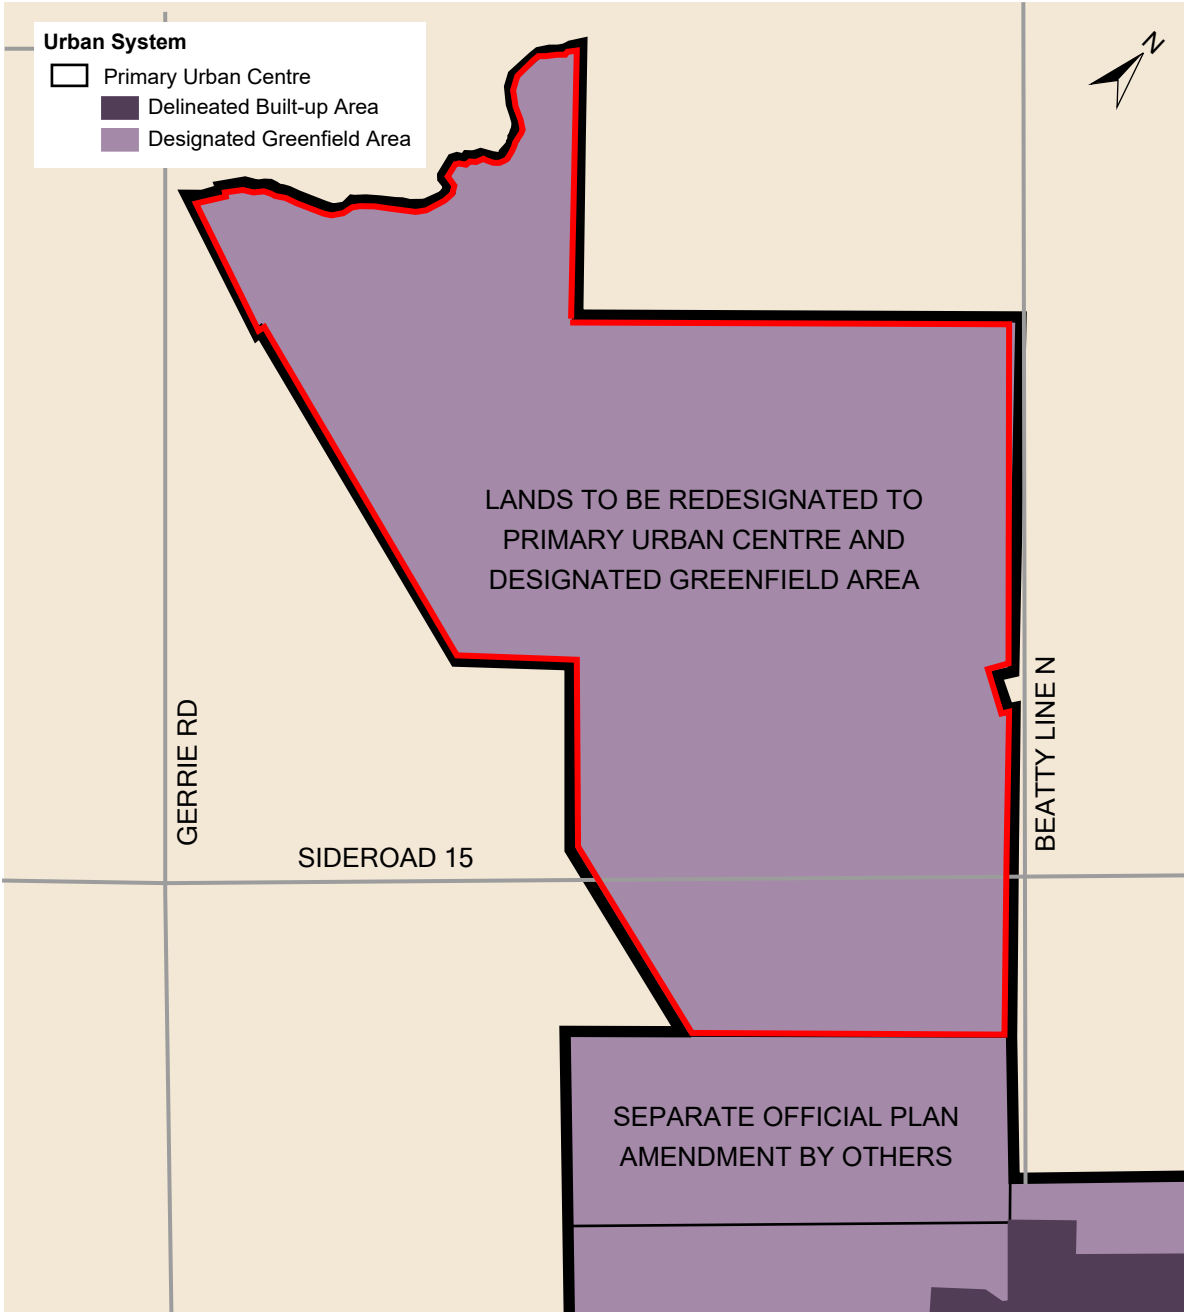 Urban System
Primary Urban Centre
Delineated Built-up Area
Designated Greenfield Area
N
LANDS TO BE REDESIGNATED TO
PRIMARY URBAN CENTRE AND
DESIGNATED GREENFIELD AREA
GERRIE RD
BEATTY LINE N
SIDEROAD 15
SEPARATE OFFICIAL PLAN
AMENDMENT BY OTHERS